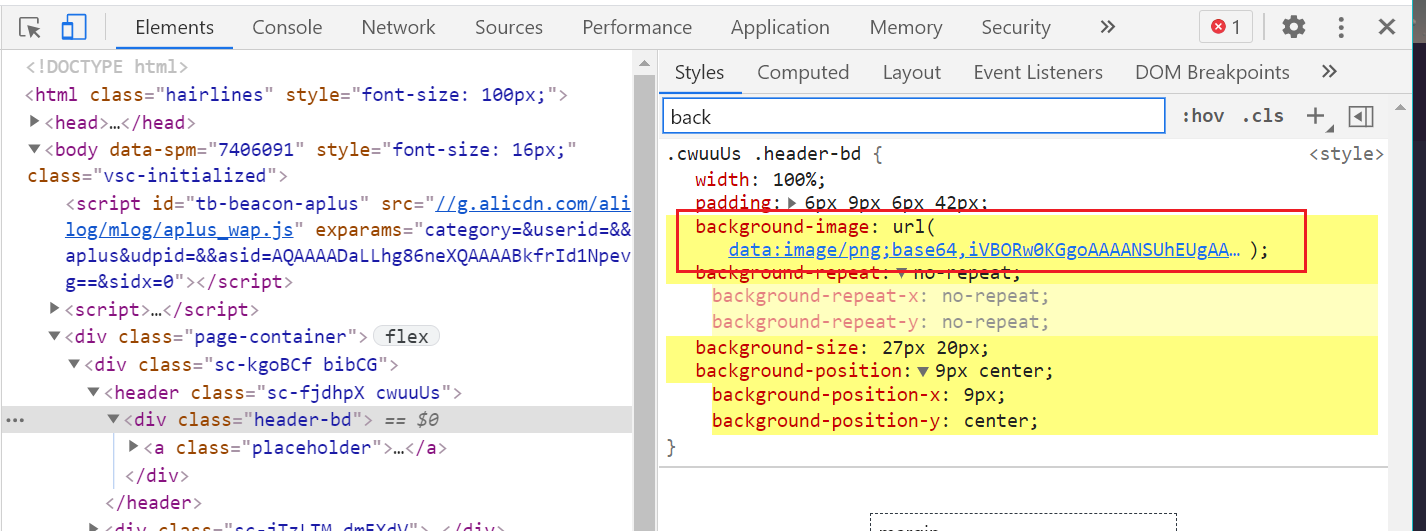 Elements Console Network Sources Performance Application Memory Security » 1
<!DOCTYPE html>
<html class="hairlines" style="font-size: 100px;">
<head>…</head>
<body data-spm="7406091" style="font-size: 16px;"
class="vsc-initialized">
<script id="tb-beacon-aplus" src="//g.alicdn.com/ali
log/mlog/aplus_wap.js" exparams="category=&userid=&&
aplus&udpid=&&asid=AQAAAADaLLhg86neXQAAAABkfrId1Npev
g==&sidx=0"></script>
<script>…</script>
<div class="page-container"> flex
<div class="sc-kgoBCf bibCG">
<header class="sc-fjdhpX cwuuUs">
… <div class="header-bd"> == $0
<a class="placeholder">…</a>
</div>
</header>
Styles Computed Layout Event Listeners DOM Breakpoints »
back :hov .cls +
.cwuuUs .header-bd { <style>
width: 100%;
padding: 6px 9px 6px 42px;
background-image: url(
data:image/png;base64,iVBORw0KGgoAAAANSUhEUgAA… );
background-repeat: no-repeat;
background-repeat-x: no-repeat;
background-repeat-y: no-repeat;
background-size: 27px 20px;
background-position: 9px center;
background-position-x: 9px;
background-position-y: center;
}